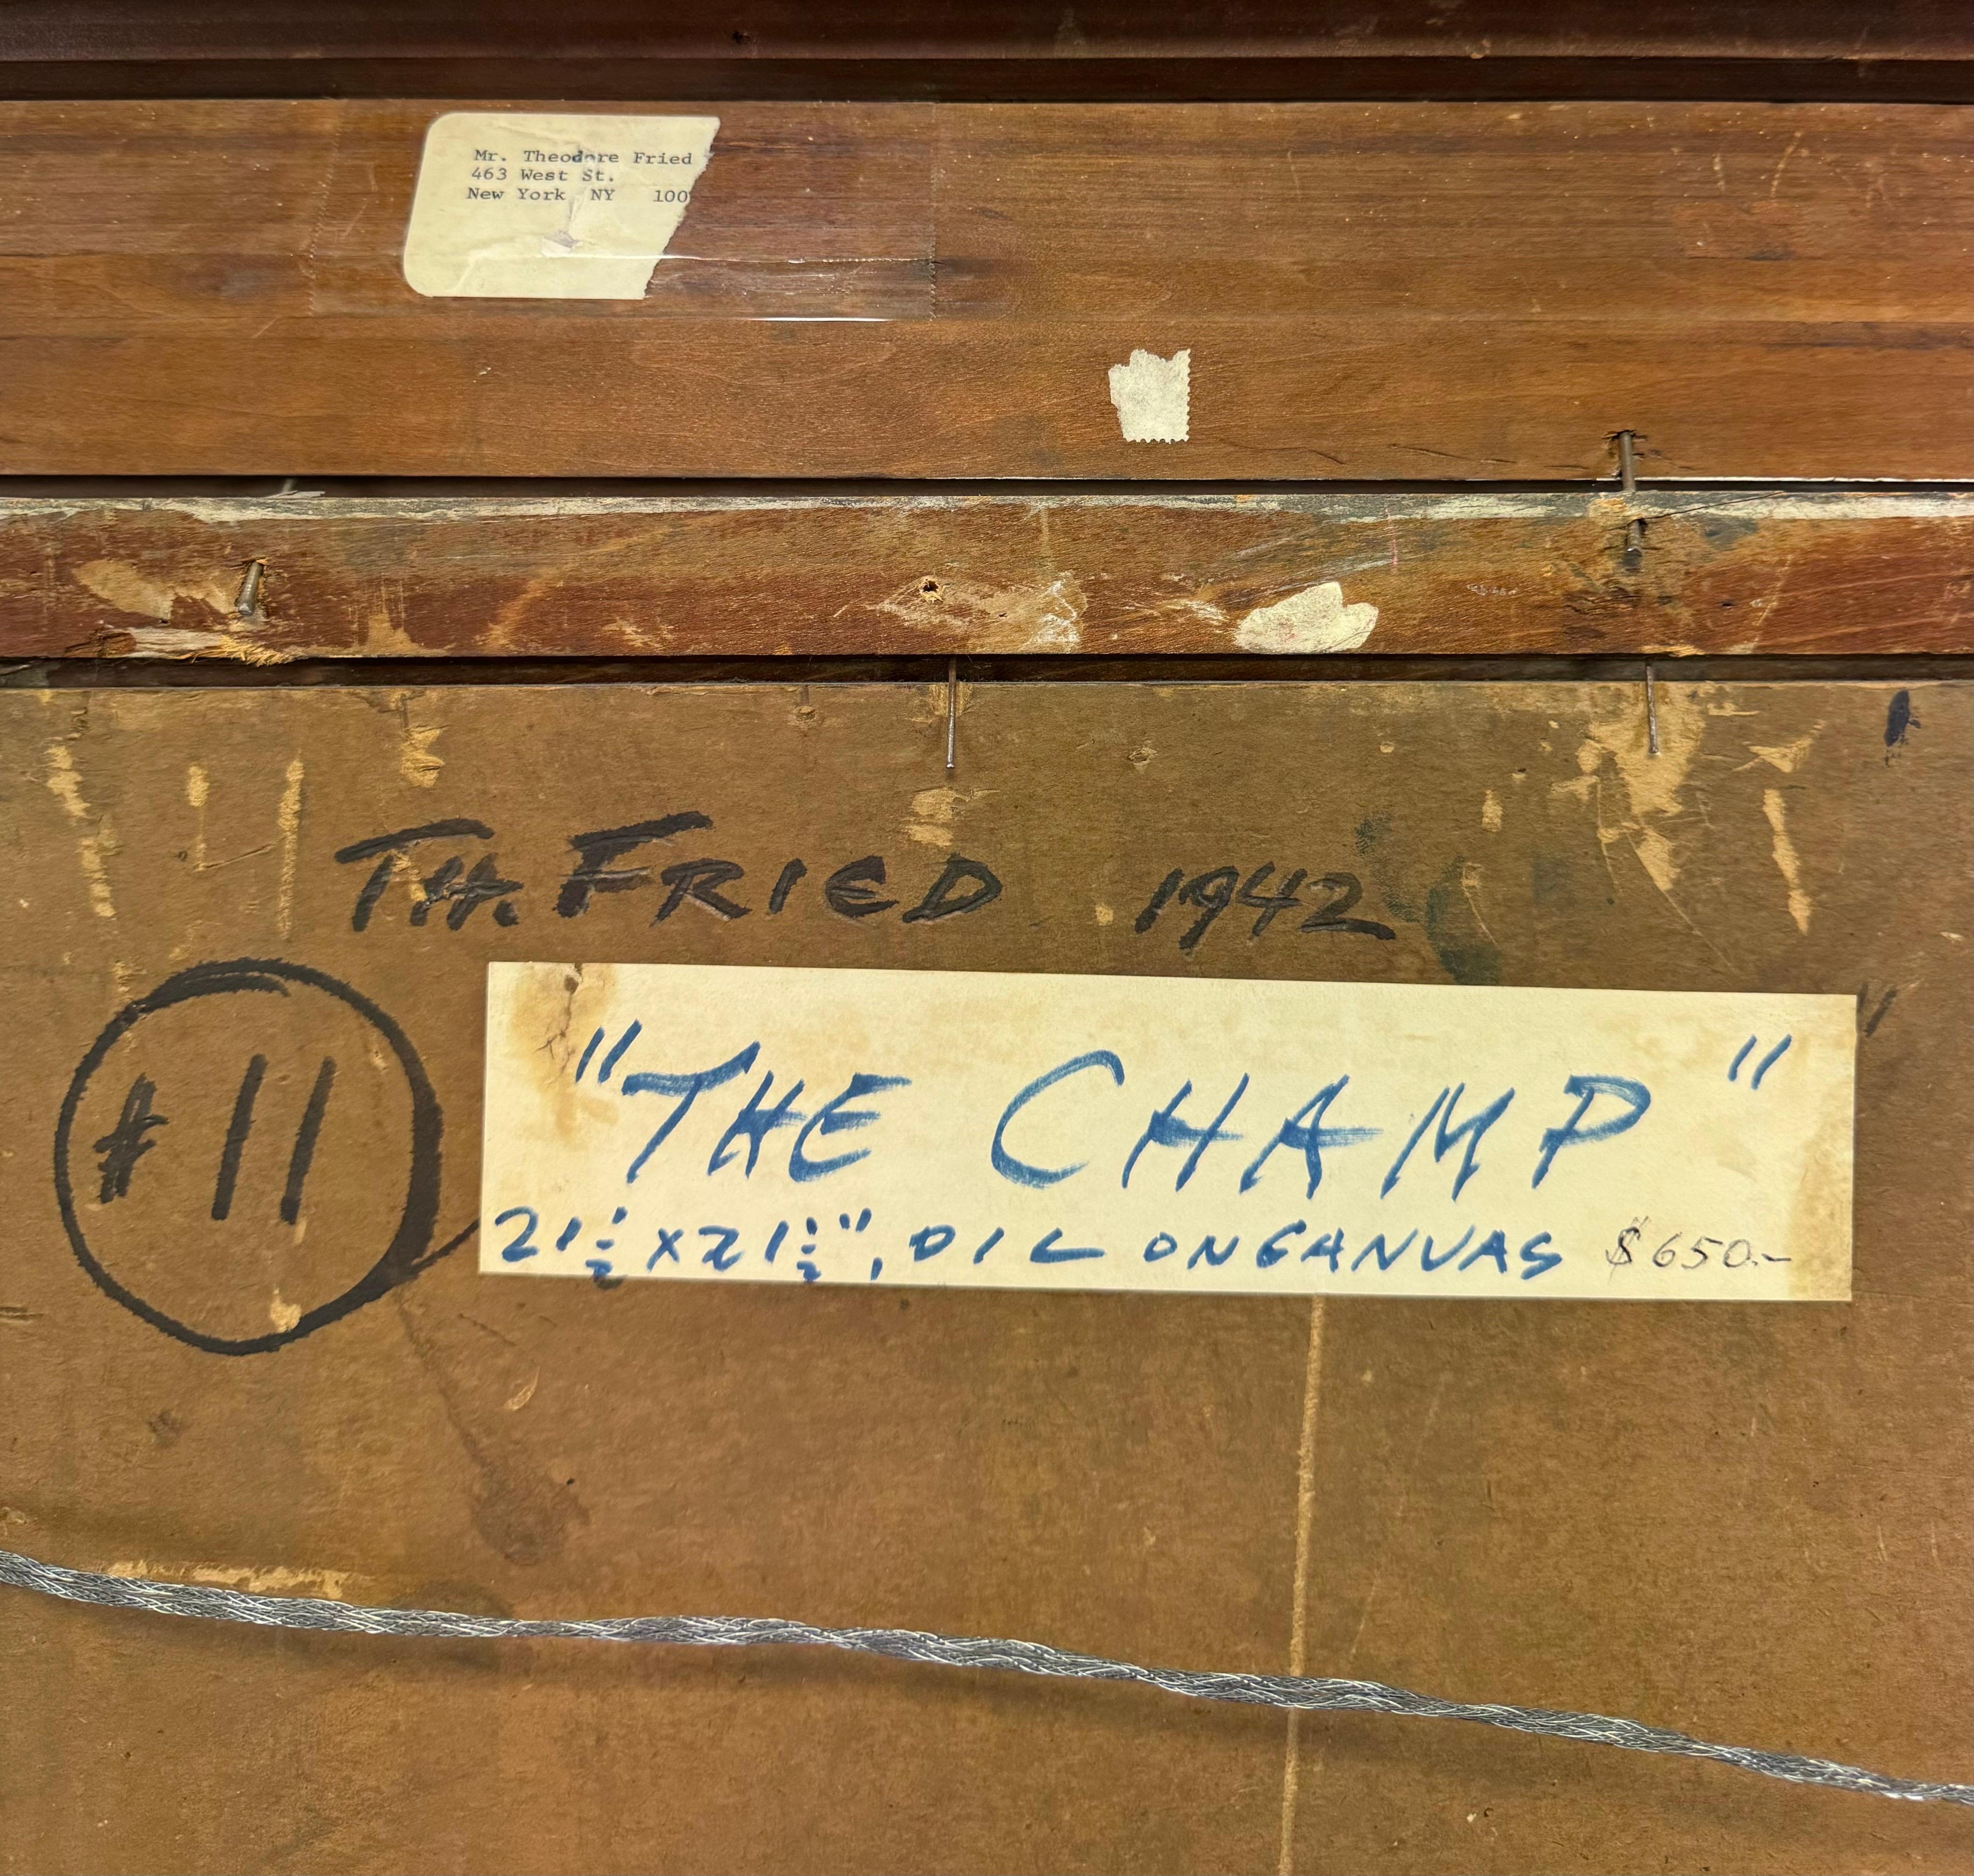 Mr. Theodore Fried
463 West St.
New York NY 100
TH. FRIED 1942
#11
"THE CHAMP"
21½ x 21½", OIL ON CANVAS $650.-